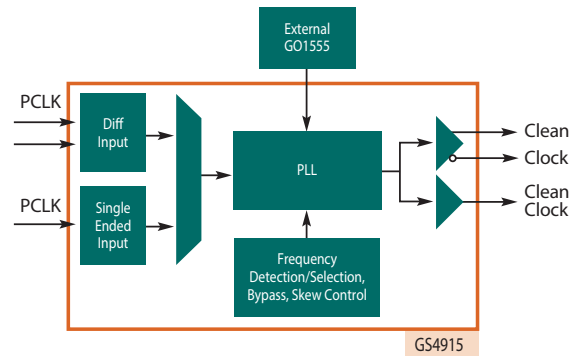 External
GO1555
PCLK
Diff
Input
PCLK
Single
Ended
Input
PLL
Frequency
Detection/Selection,
Bypass, Skew Control
Clean
Clock
Clean
Clock
GS4915